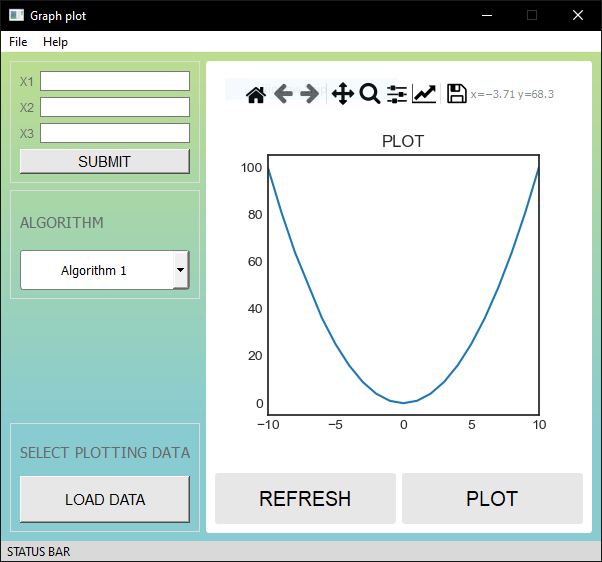 Graph plot
File Help
X1
X2
X3
SUBMIT
ALGORITHM
Algorithm 1
SELECT PLOTTING DATA
LOAD DATA
x=−3.71 y=68.3
PLOT
100
80
60
40
20
0
−10 −5 0 5 10
REFRESH PLOT
STATUS BAR